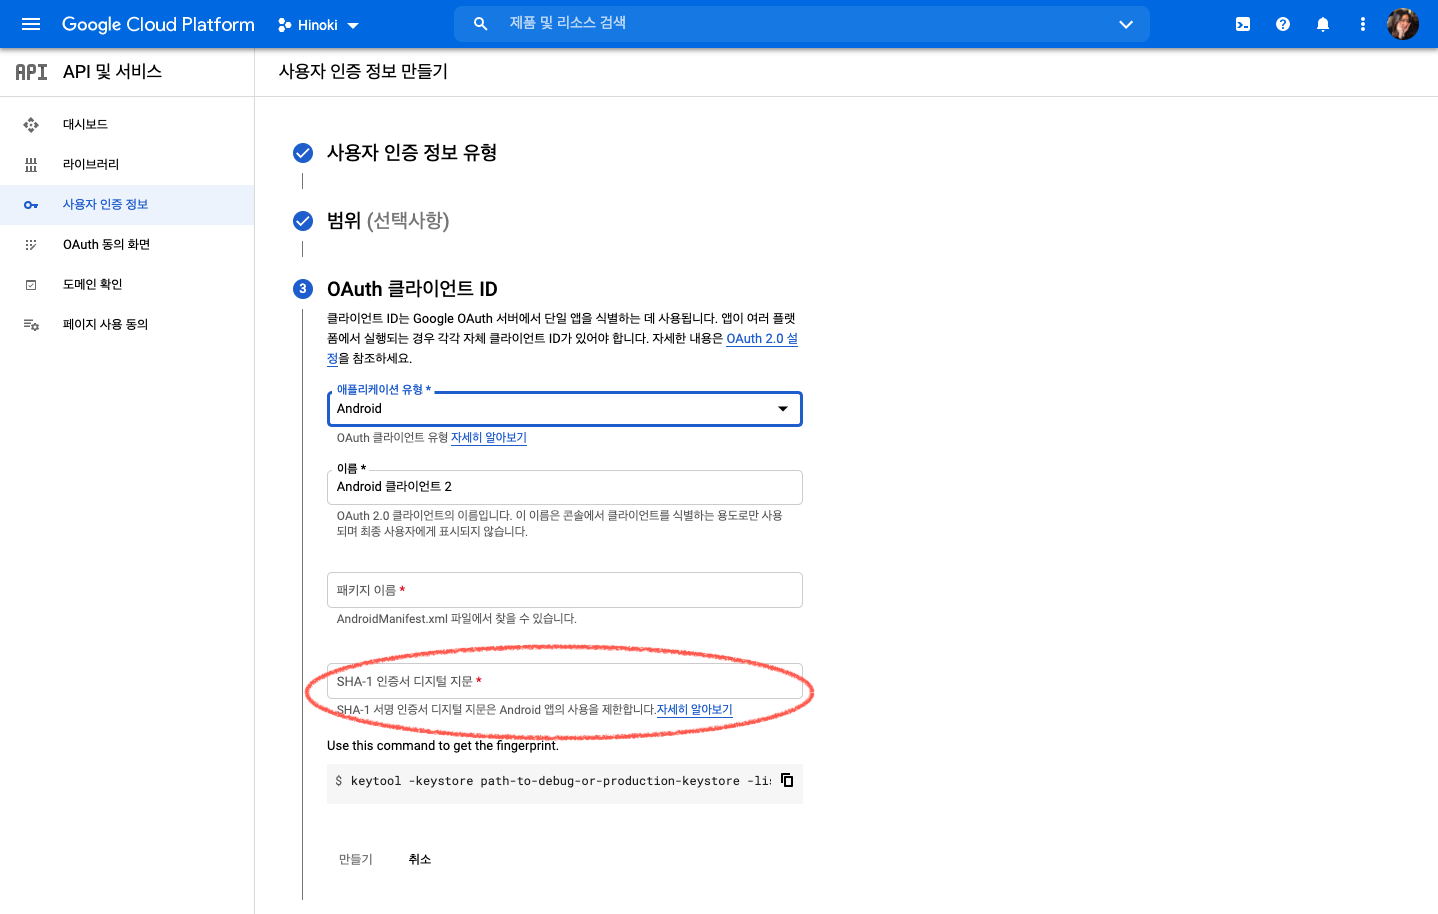 Google Cloud Platform
Hinoki
제품 및 리소스 검색
API
API 및 서비스
사용자 인증 정보 만들기
대시보드
라이브러리
사용자 인증 정보
OAuth 동의 화면
도메인 확인
페이지 사용 동의
사용자 인증 정보 유형
범위 (선택사항)
3
OAuth 클라이언트 ID
클라이언트 ID는 Google OAuth 서버에서 단일 앱을 식별하는 데 사용됩니다. 앱이 여러 플랫
폼에서 실행되는 경우 각각 자체 클라이언트 ID가 있어야 합니다. 자세한 내용은 OAuth 2.0 설
정을 참조하세요.
애플리케이션 유형 *
Android
OAuth 클라이언트 유형 자세히 알아보기
이름 *
Android 클라이언트 2
OAuth 2.0 클라이언트의 이름입니다. 이 이름은 콘솔에서 클라이언트를 식별하는 용도로만 사용
되며 최종 사용자에게 표시되지 않습니다.
패키지 이름 *
AndroidManifest.xml 파일에서 찾을 수 있습니다.
SHA-1 인증서 디지털 지문 *
SHA-1 서명 인증서 디지털 지문은 Android 앱의 사용을 제한합니다.자세히 알아보기
Use this command to get the fingerprint.
$ keytool -keystore path-to-debug-or-production-keystore -lis
만들기
취소